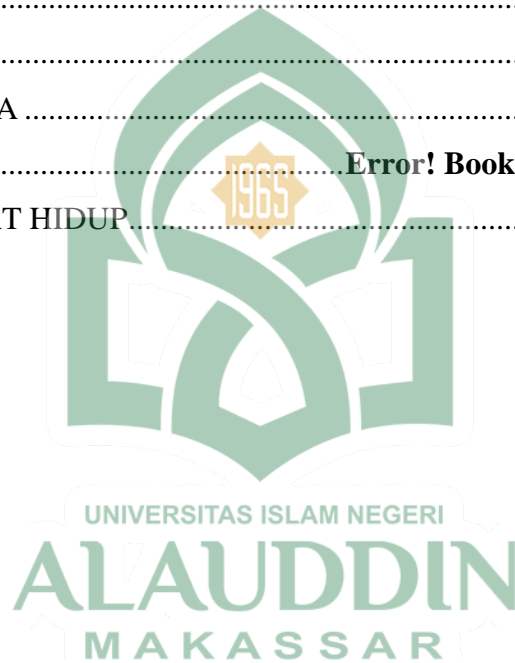 ................................................................
................................................................
A ................................................................
................................................Error! Book
T HIDUP................................................................
1965
UNIVERSITAS ISLAM NEGERI
ALAUDDIN
MAKASSAR